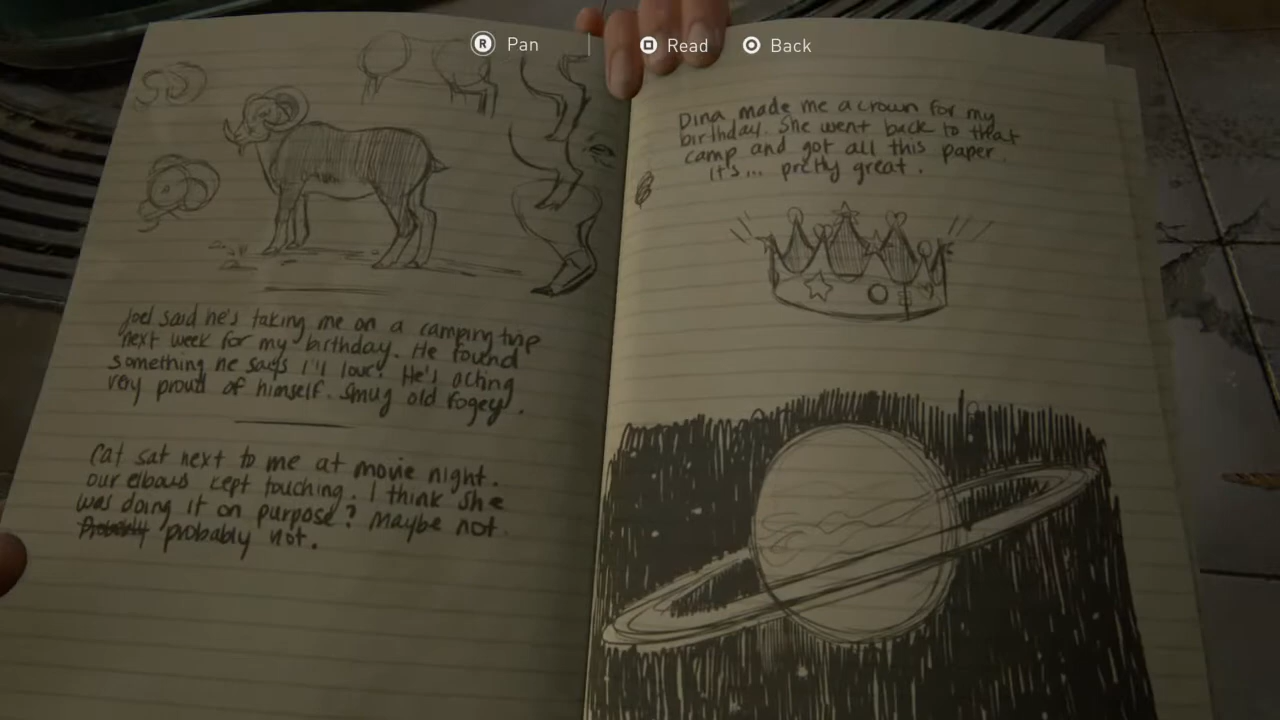 R Pan
Read
Back
Joel said he's taking me on a camping trip
next week for my birthday. He found
something he says I'll love. He's acting
very proud of himself. Smug old fogey.
Cat sat next to me at movie night.
our elbows kept touching. I think she
was doing it on purpose? Maybe not.
Probably probably not.
Dina made me a crown for my
birthday. She went back to that
camp and got all this paper.
It's... pretty great.